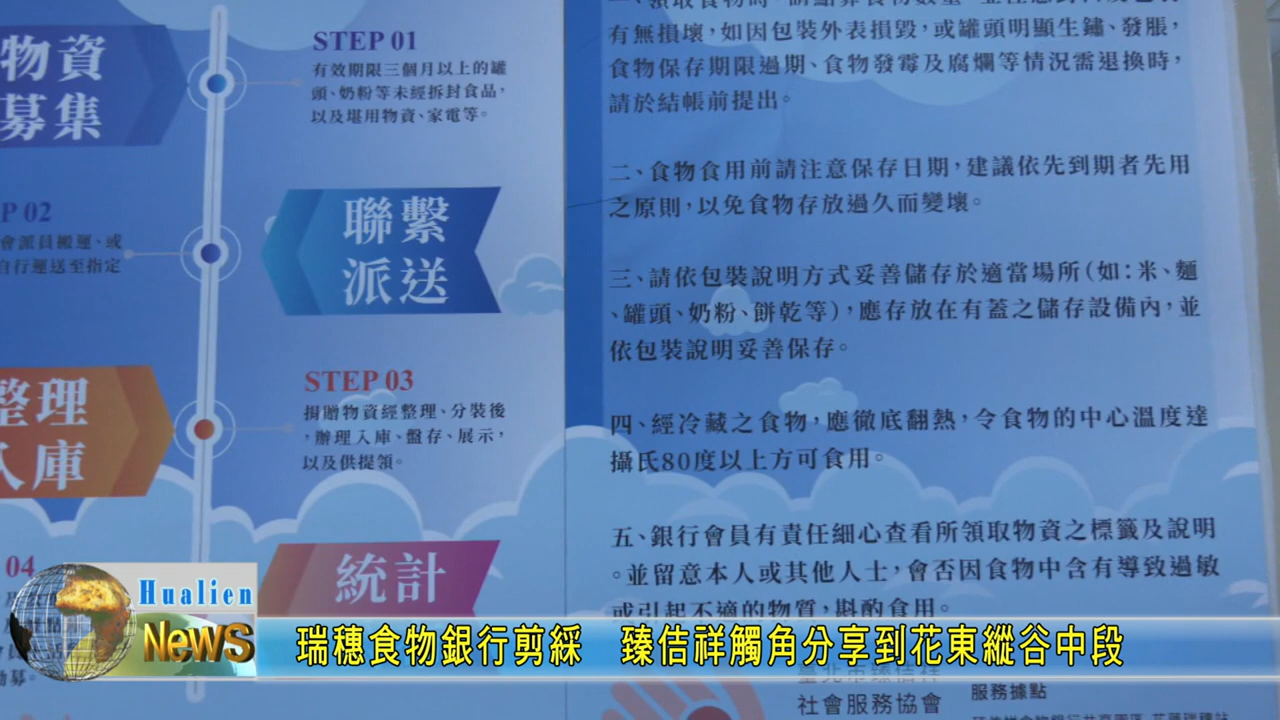 物資
募集
STEP 01
有效期限三個月以上的罐
頭、奶粉等未經拆封食品,
以及堪用物資、家電等。
P 02
會派員搬運、或
自行運送至指定
聯繫
派送
整理
入庫
STEP 03
捐贈物資經整理、分裝後
,辦理入庫、盤存、展示,
以及供提領。
04
統計
有無損壞,如因包裝外表損毀,或罐頭明顯生鏽、發脹,
食物保存期限過期、食物發霉及腐爛等情況需退換時,
請於結帳前提出。
二、食物食用前請注意保存日期,建議依先到期者先用
之原則,以免食物存放過久而變壞。
三、請依包裝說明方式妥善儲存於適當場所(如:米、麵
、罐頭、奶粉、餅乾等),應存放在有蓋之儲存設備內,並
依包裝說明妥善保存。
四、經冷藏之食物,應徹底翻熱,令食物的中心溫度達
攝氏80度以上方可食用。
五、銀行會員有責任細心查看所領取物資之標籤及說明
。並留意本人或其他人士,會否因食物中含有導致過敏
或引起不適的物質,斟酌食用。
Hualien
NewS
瑞穗食物銀行剪綵 臻佶祥觸角分享到花東縱谷中段
臺北市臻佶祥
社會服務協會
服務據點